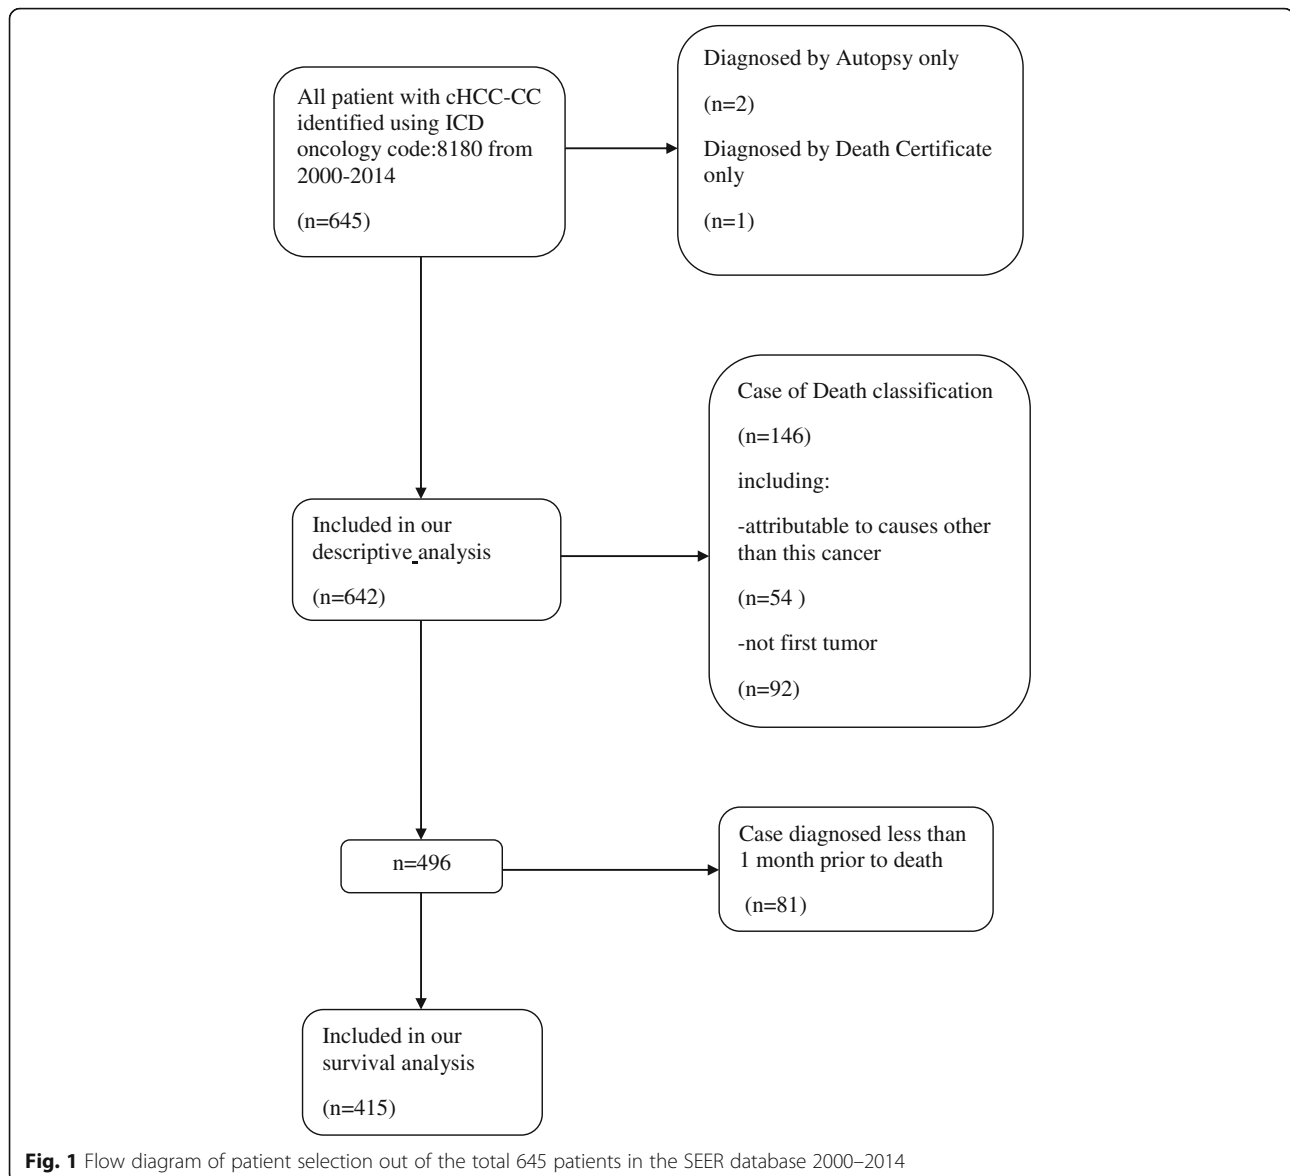 All patient with cHCC-CC
identified using ICD
oncology code:8180 from
2000-2014
(n=645)
Diagnosed by Autopsy only
(n=2)
Diagnosed by Death Certificate
only
(n=1)
Included in our
descriptive analysis
(n=642)
Case of Death classification
(n=146)
including:
-attributable to causes other
than this cancer
(n=54 )
-not first tumor
(n=92)
n=496
Case diagnosed less than
1 month prior to death
(n=81)
Included in our
survival analysis
(n=415)
Fig. 1 Flow diagram of patient selection out of the total 645 patients in the SEER database 2000–2014